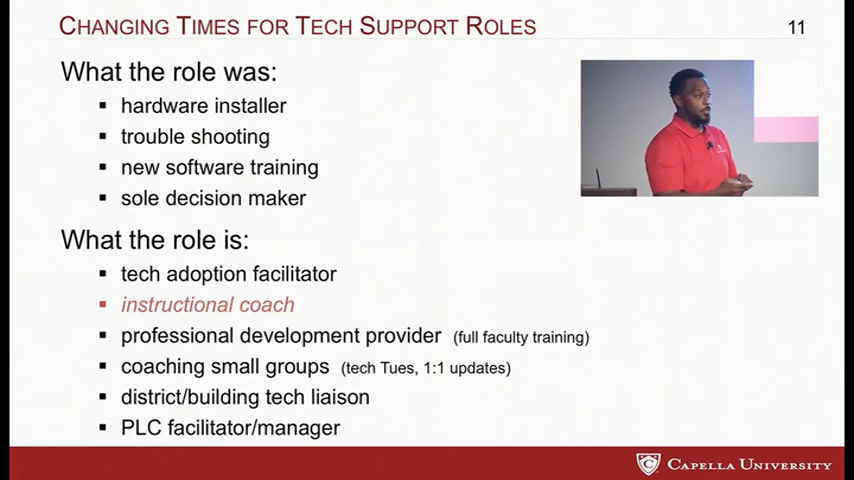 CHANGING TIMES FOR TECH SUPPORT ROLES
11
What the role was:
▪ hardware installer
▪ trouble shooting
▪ new software training
▪ sole decision maker
What the role is:
▪ tech adoption facilitator
▪ instructional coach
▪ professional development provider (full faculty training)
▪ coaching small groups (tech Tues, 1:1 updates)
▪ district/building tech liaison
▪ PLC facilitator/manager
CAPELLA UNIVERSITY